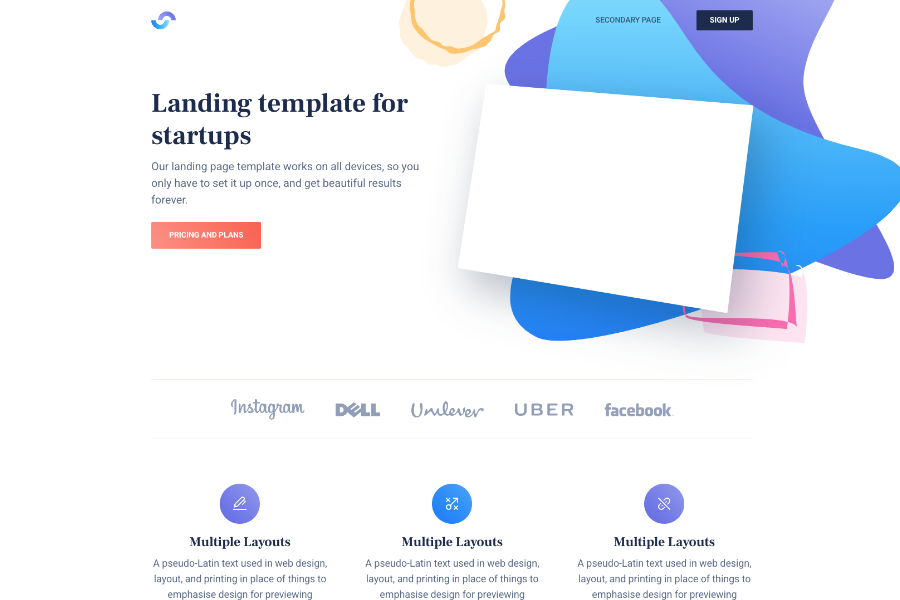 SECONDARY PAGE
SIGN UP
Landing template for
startups
Our landing page template works on all devices, so you
only have to set it up once, and get beautiful results
forever.
PRICING AND PLANS
Instagram
DELL
Unilever
UBER
facebook
Multiple Layouts
A pseudo-Latin text used in web design,
layout, and printing in place of things to
emphasise design for previewing
Multiple Layouts
A pseudo-Latin text used in web design,
layout, and printing in place of things to
emphasise design for previewing
Multiple Layouts
A pseudo-Latin text used in web design,
layout, and printing in place of things to
emphasise design for previewing